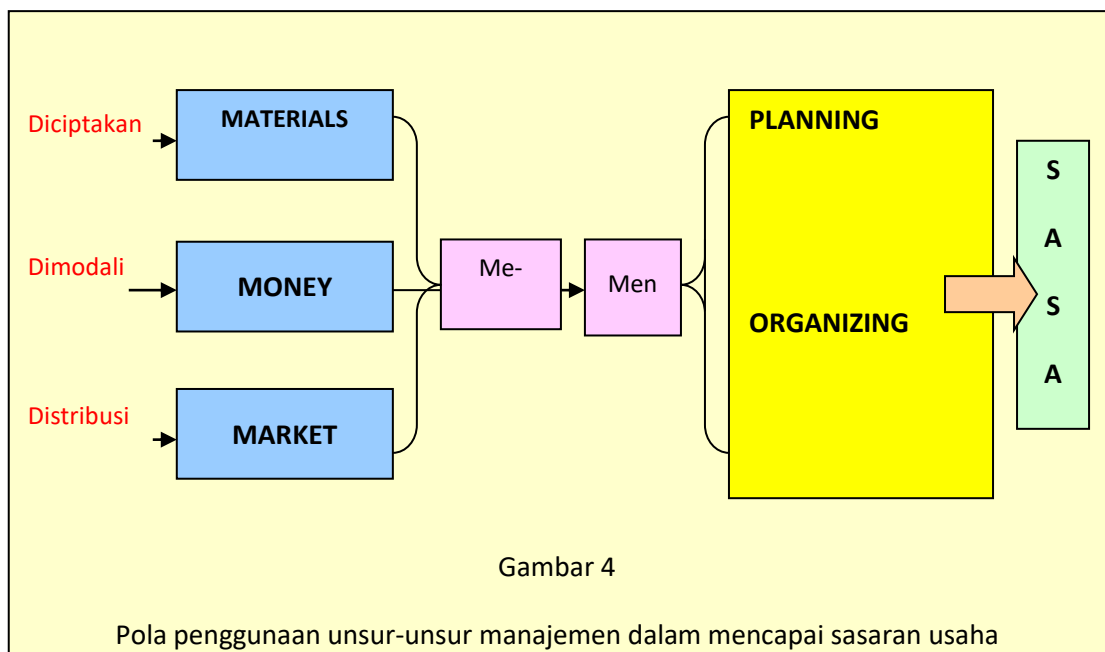 Diciptakan
MATERIALS
Dimodali
MONEY
Distribusi
MARKET
Me-
Men
PLANNING
ORGANIZING
S
A
S
A
Gambar 4
Pola penggunaan unsur-unsur manajemen dalam mencapai sasaran usaha